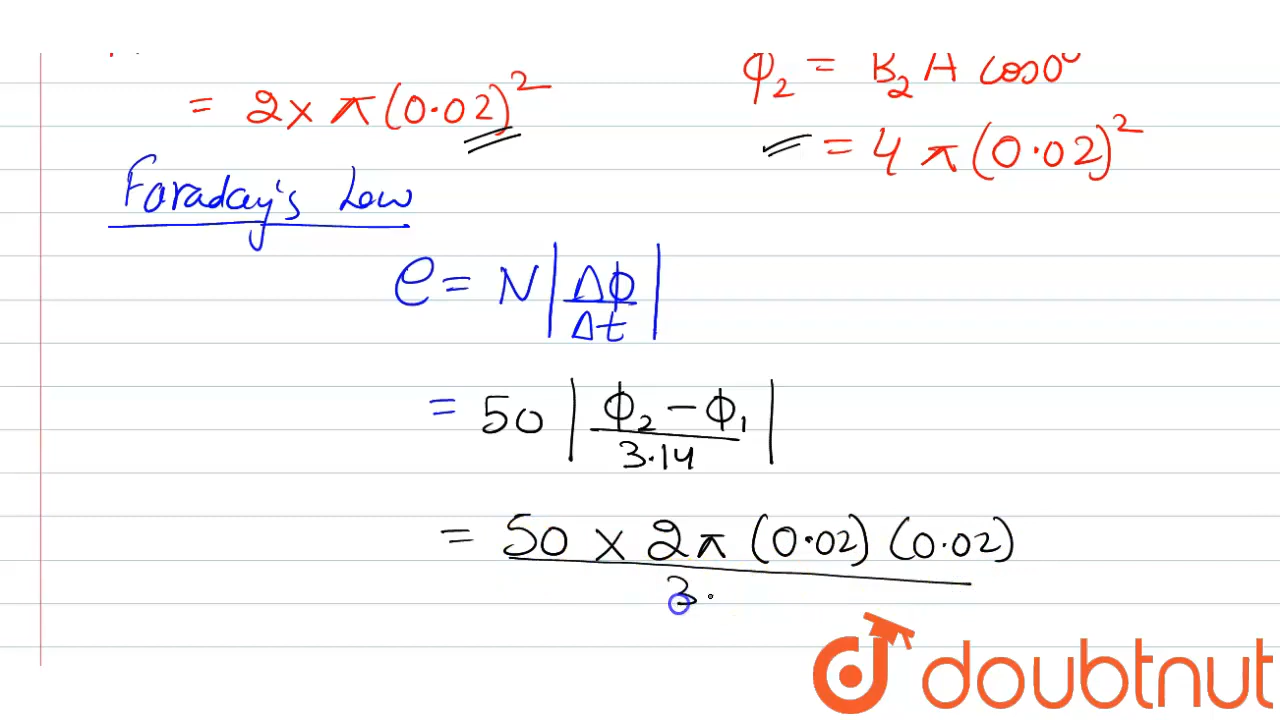 = 2 x π (0.02)²
ϕ₂ = B₂ A cos0°
= 4 π (0.02)²
Faraday's Law
e = N |Δϕ/Δt|
= 50 |ϕ₂ - ϕ₁ / 3.14|
= 50 x 2π (0.02) (0.02) / 3.
doubtnut